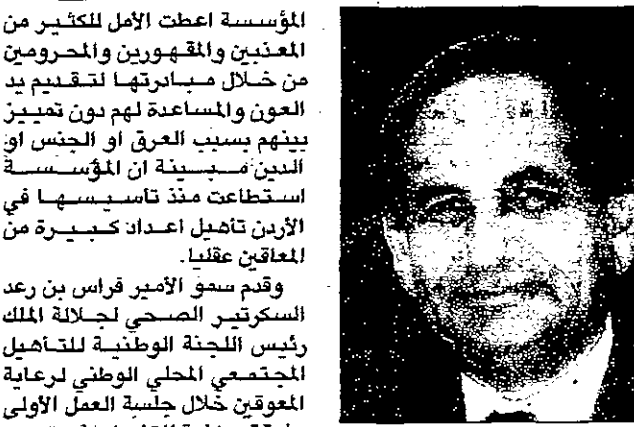 المؤسسة اعطت الأمل للكثير من
المعذبين والمقهورين والمحرومين
من خلال مبادرتها لتقديم يد
العون والمساعدة لهم دون تمييز
بينهم بسبب العرق او الجنس او
الدين مبينة ان المؤسسة
استطاعت منذ تاسيسها في
الأردن تأهيل اعداد كبيرة من
المعاقين عقليا.
وقدم سمو الأمير فراس بن رعد
السكرتير الصحي لجلالة الملك
رئيس اللجنة الوطنية للتأهيل
المجتمعي المحلي الوطني لرعاية
المعوقين خلال جلسة العمل الأولى